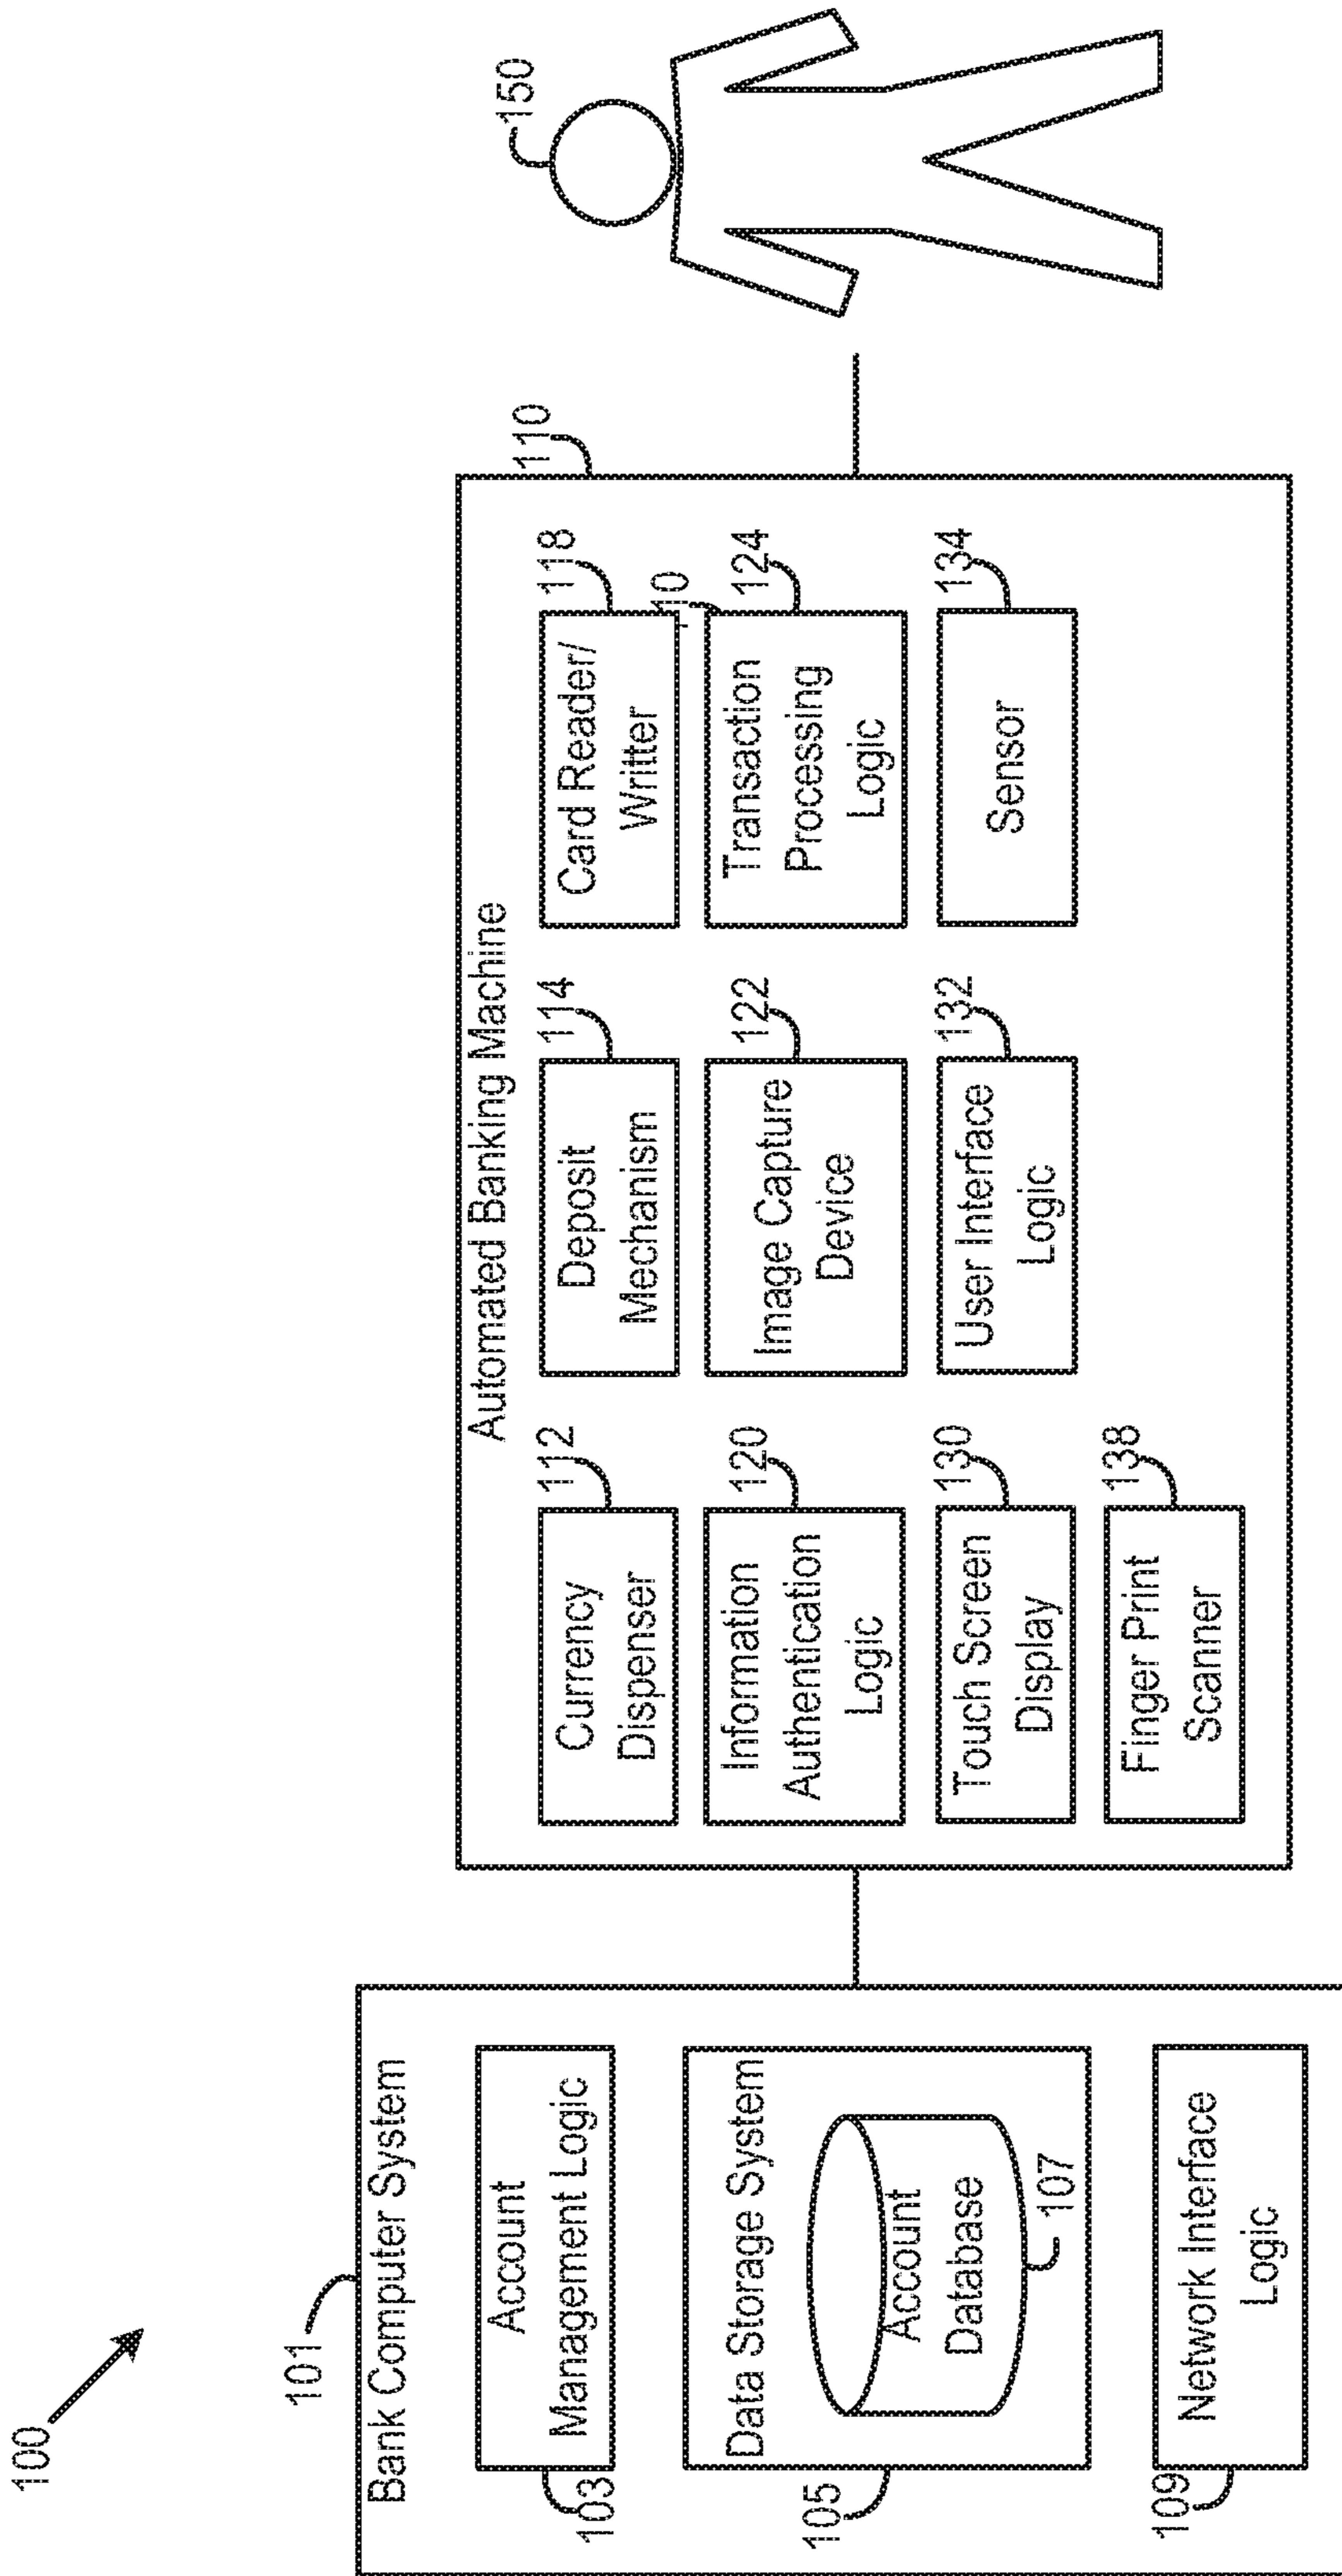 100
101
Bank Computer System
Account
Management Logic
103
Data Storage System
Account
Database
107
105
Network Interface
Logic
109
Automated Banking Machine
110
Currency
Dispenser
112
Deposit
Mechanism
114
Card Reader/
Writter
118
10
Information
Authentication
Logic
120
Image Capture
Device
122
Transaction
Processing
Logic
124
Touch Screen
Display
130
User Interface
Logic
132
Sensor
134
Finger Print
Scanner
138
150